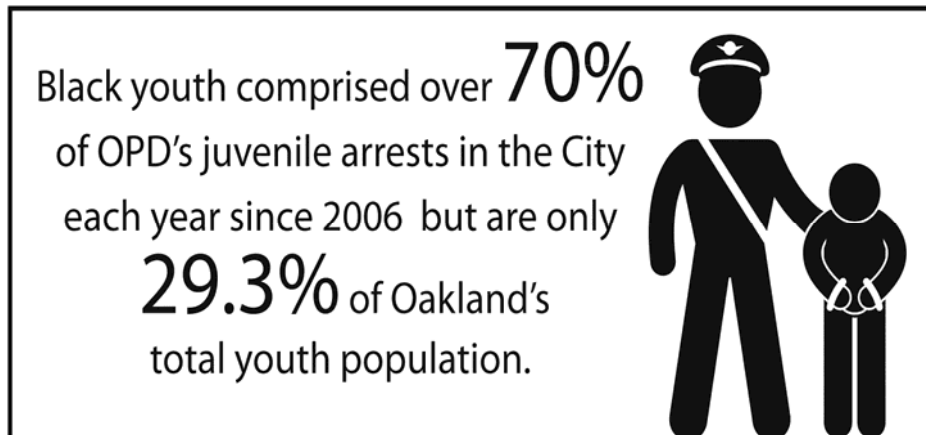 Black youth comprised over 70%
of OPD's juvenile arrests in the City
each year since 2006 but are only
29.3% of Oakland's
total youth population.